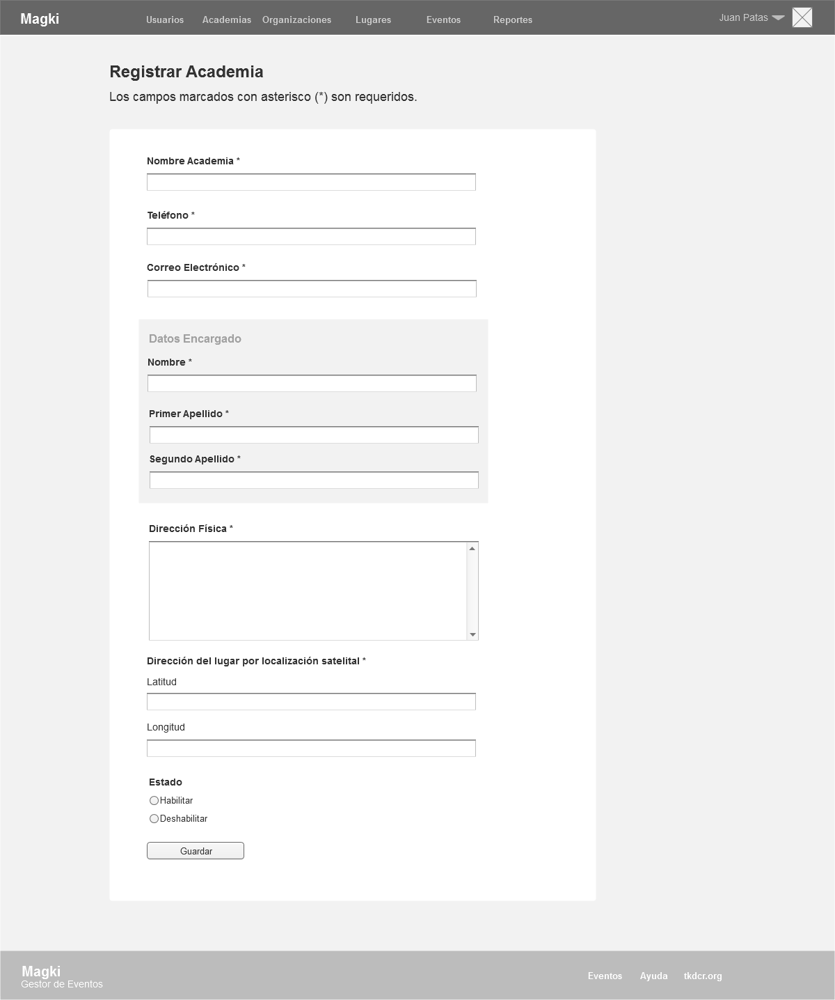 Magki Usuarios Academias Organizaciones Lugares Eventos Reportes Juan Patas
Registrar Academia
Los campos marcados con asterisco (*) son requeridos.
Nombre Academia *
Teléfono *
Correo Electrónico *
Datos Encargado
Nombre *
Primer Apellido *
Segundo Apellido *
Dirección Física *
Dirección del lugar por localización satelital *
Latitud
Longitud
Estado
Habilitar
Deshabilitar
Guardar
Magki
Gestor de Eventos
Eventos Ayuda tkdcr.org